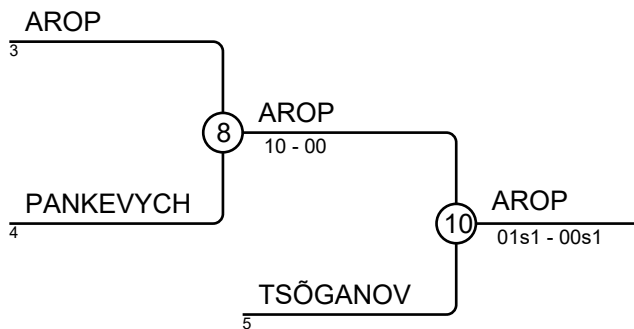 AROP
3
8
AROP
10 - 00
PANKEVYCH
4
10
AROP
01s1 - 00s1
TSÕGANOV
5